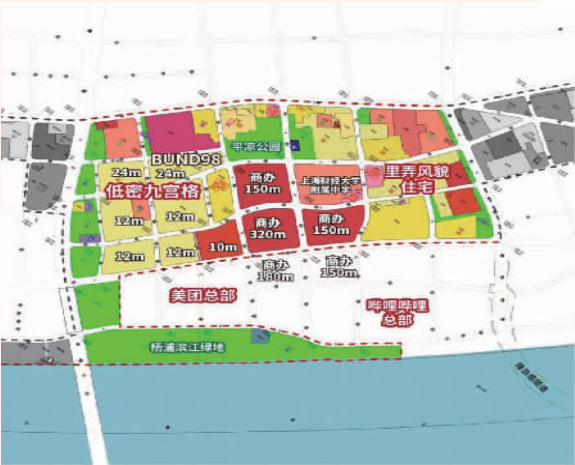 平凉公园
BUND98
24m
24m
商办
150m
上海财经大学
附属中学
里弄风貌
住宅
低密九宫格
12m
12m
商办
320m
商办
150m
12m
12m
10m
商办
180m
商办
150m
美团总部
哔哩哔哩
总部
杨浦滨江绿地